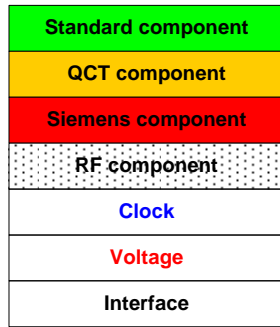 Standard component
QCT component
Siemens component
RF component
Clock
Voltage
Interface